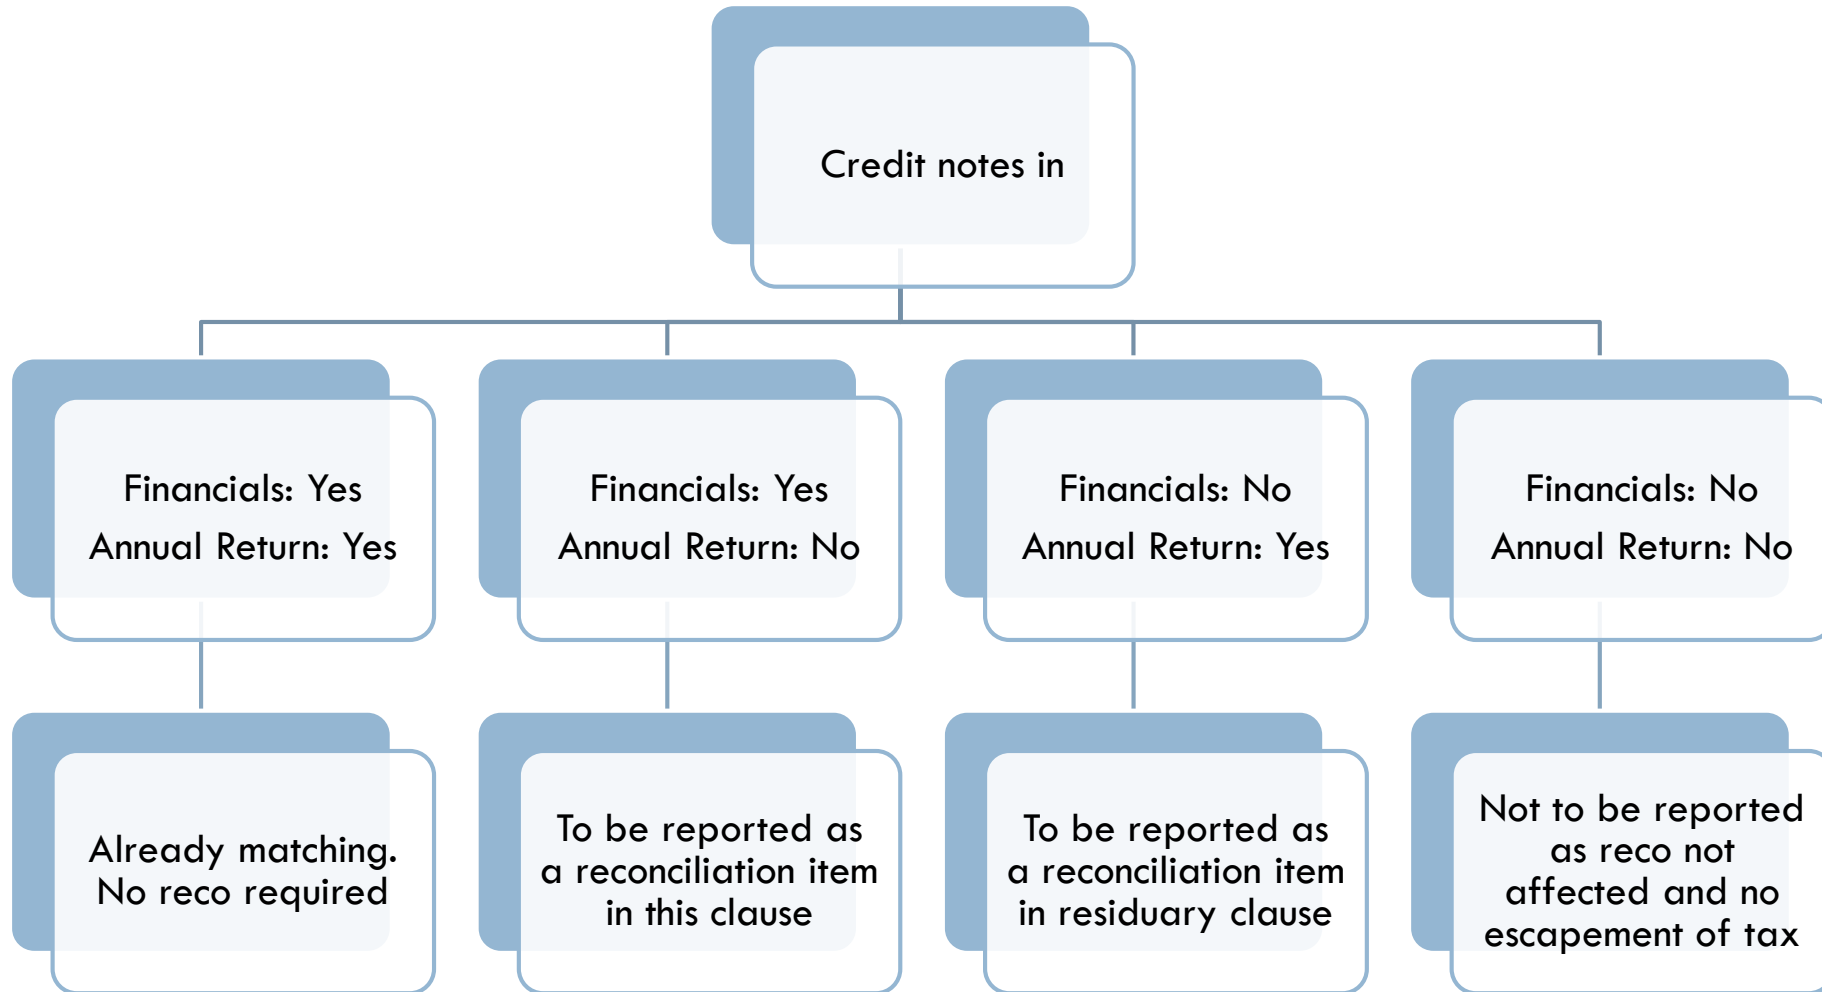 Credit notes in
Financials: Yes
Annual Return: Yes
Financials: Yes
Annual Return: No
Financials: No
Annual Return: Yes
Financials: No
Annual Return: No
Already matching.
No reco required
To be reported as
a reconciliation item
in this clause
To be reported as
a reconciliation item
in residuary clause
Not to be reported
as reco not
affected and no
escapement of tax